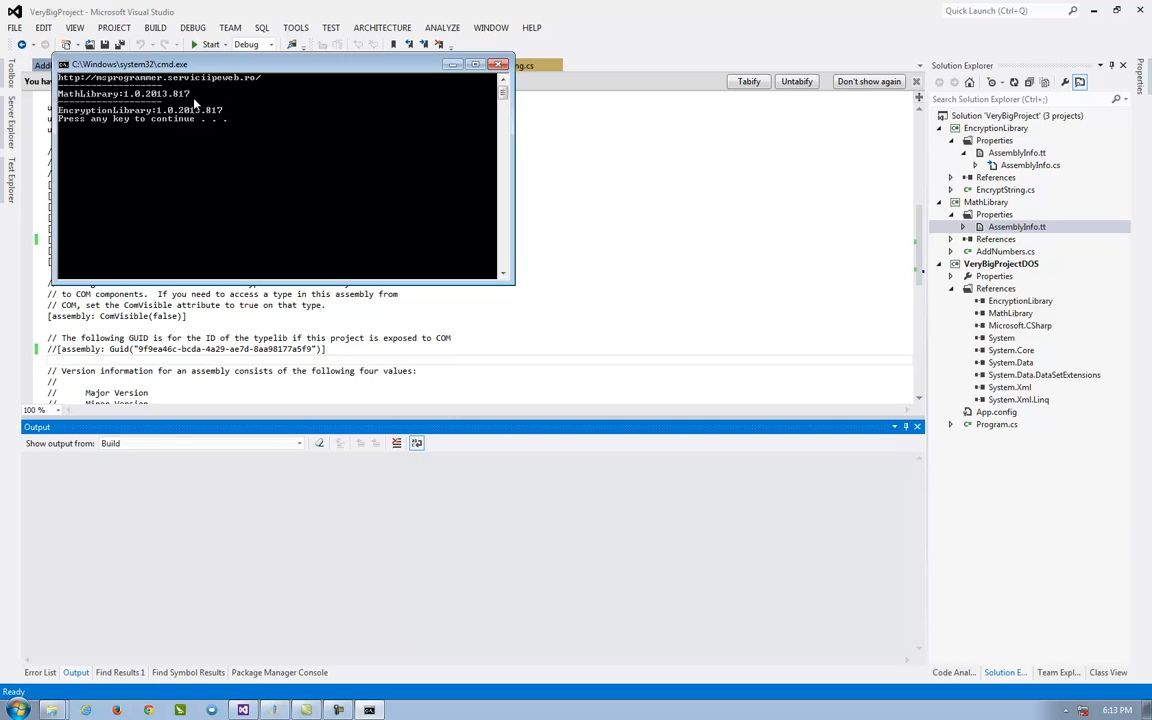 VeryBigProject - Microsoft Visual Studio
Quick Launch (Ctrl+Q)
FILE EDIT VIEW PROJECT BUILD DEBUG TEAM SQL TOOLS TEST ARCHITECTURE ANALYZE WINDOW HELP
Start Debug
C:\Windows\system32\cmd.exe
http://msprogrammer.serviciipeweb.ro/
--------------------
MathLibrary:1.0.2013.817
--------------------
EncryptionLibrary:1.0.2013.817
Press any key to continue . . .
ng.cs
You hav
Tabify Untabify Don't show again
// to COM components.  If you need to access a type in this assembly from
// COM, set the ComVisible attribute to true on that type.
[assembly: ComVisible(false)]
// The following GUID is for the ID of the typelib if this project is exposed to COM
//[assembly: Guid("9f9ea46c-bcda-4a29-ae7d-8aa98177a5f9")]
// Version information for an assembly consists of the following four values:
//
// Major Version
// Minor Version
100 %
Output
Show output from: Build
Error List Output Find Results 1 Find Symbol Results Package Manager Console
Toolbox
Server Explorer
Test Explorer
Solution Explorer
Search Solution Explorer (Ctrl+;)
Solution 'VeryBigProject' (3 projects)
EncryptionLibrary
Properties
AssemblyInfo.tt
AssemblyInfo.cs
References
EncryptString.cs
MathLibrary
Properties
AssemblyInfo.tt
References
AddNumbers.cs
VeryBigProjectDOS
Properties
References
EncryptionLibrary
MathLibrary
Microsoft.CSharp
System
System.Core
System.Data
System.Data.DataSetExtensions
System.Xml
System.Xml.Linq
App.config
Program.cs
Properties
Code Anal... Solution E... Team Expl... Class View
Ready
6:13 PM